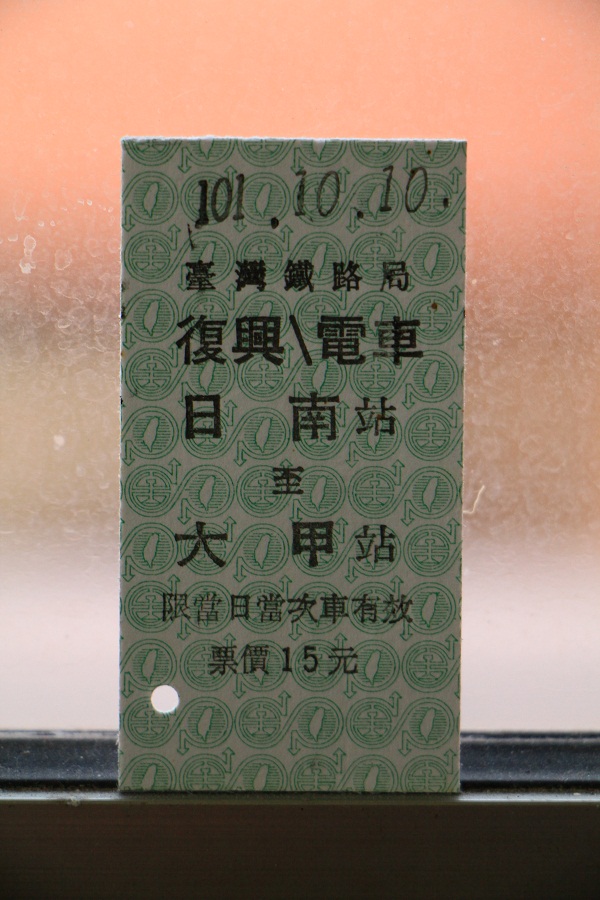 101.10.10.
臺灣鐵路局
復興\電車
日南站
至
大甲站
限當日當次車有效
票價15元